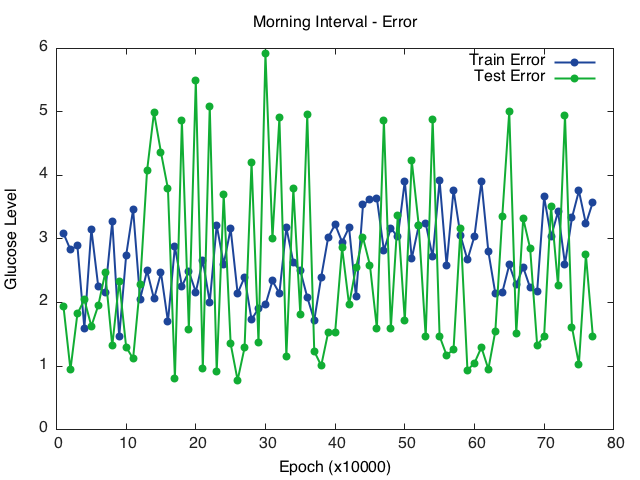 Morning Interval - Error
Train Error
Test Error
6
5
4
3
2
1
0
Glucose Level
0 10 20 30 40 50 60 70 80
Epoch (x10000)